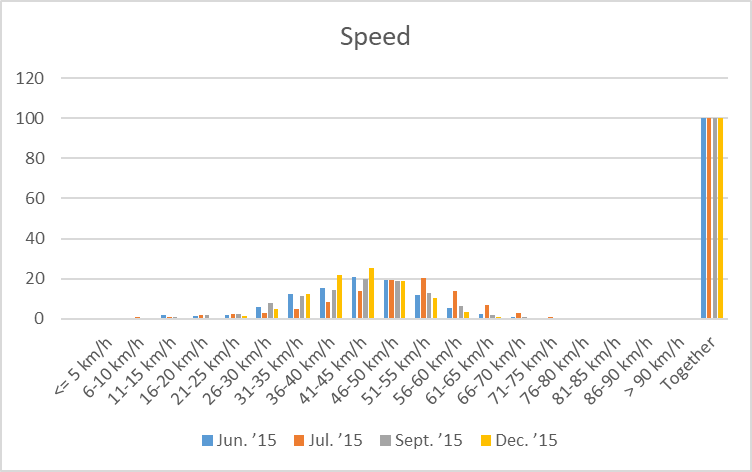 Speed
120
100
80
60
40
20
0
<= 5 km/h
6-10 km/h
11-15 km/h
16-20 km/h
21-25 km/h
26-30 km/h
31-35 km/h
36-40 km/h
41-45 km/h
46-50 km/h
51-55 km/h
56-60 km/h
61-65 km/h
66-70 km/h
71-75 km/h
76-80 km/h
81-85 km/h
86-90 km/h
> 90 km/h
Together
Jun. ’15 Jul. ’15 Sept. ’15 Dec. ’15